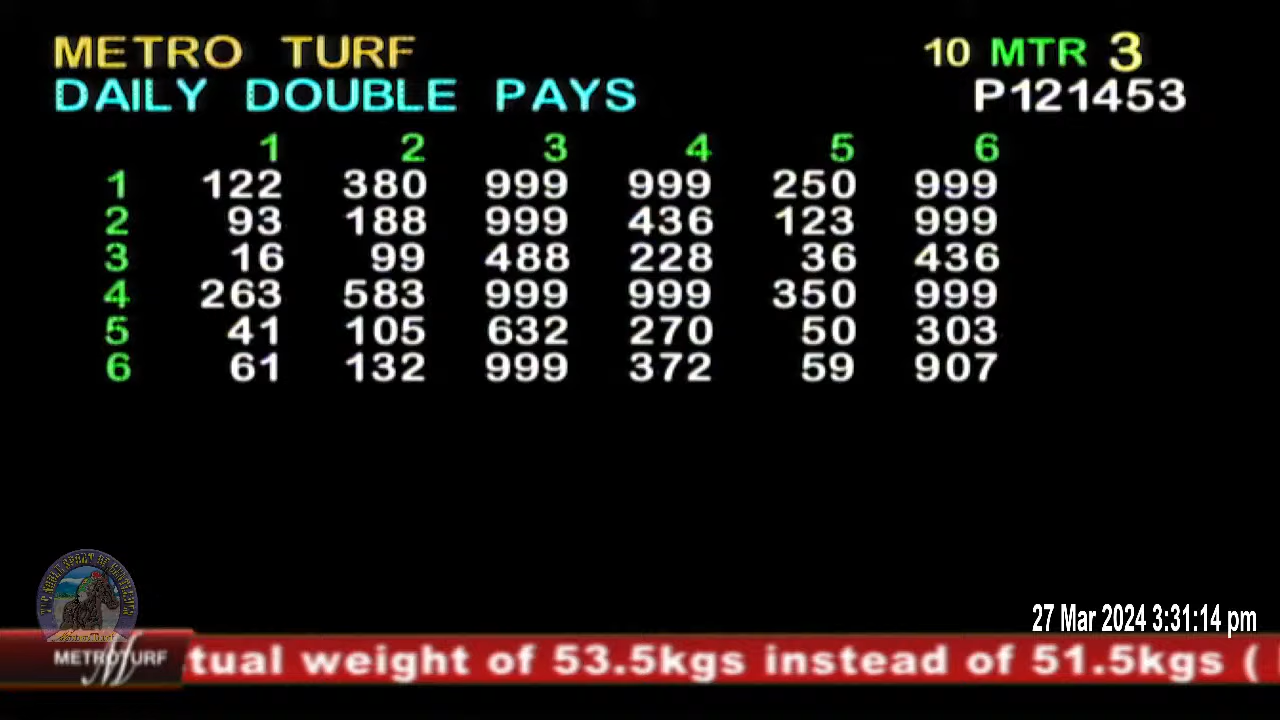 METRO TURF 10 MTR 3
DAILY DOUBLE PAYS P121453
1 2 3 4 5 6
1 122 380 999 999 250 999
2 93 188 999 436 123 999
3 16 99 488 228 36 436
4 263 583 999 999 350 999
5 41 105 632 270 50 303
6 61 132 999 372 59 907
27 Mar 2024 3:31:14 pm
METROTURF tual weight of 53.5kgs instead of 51.5kgs (